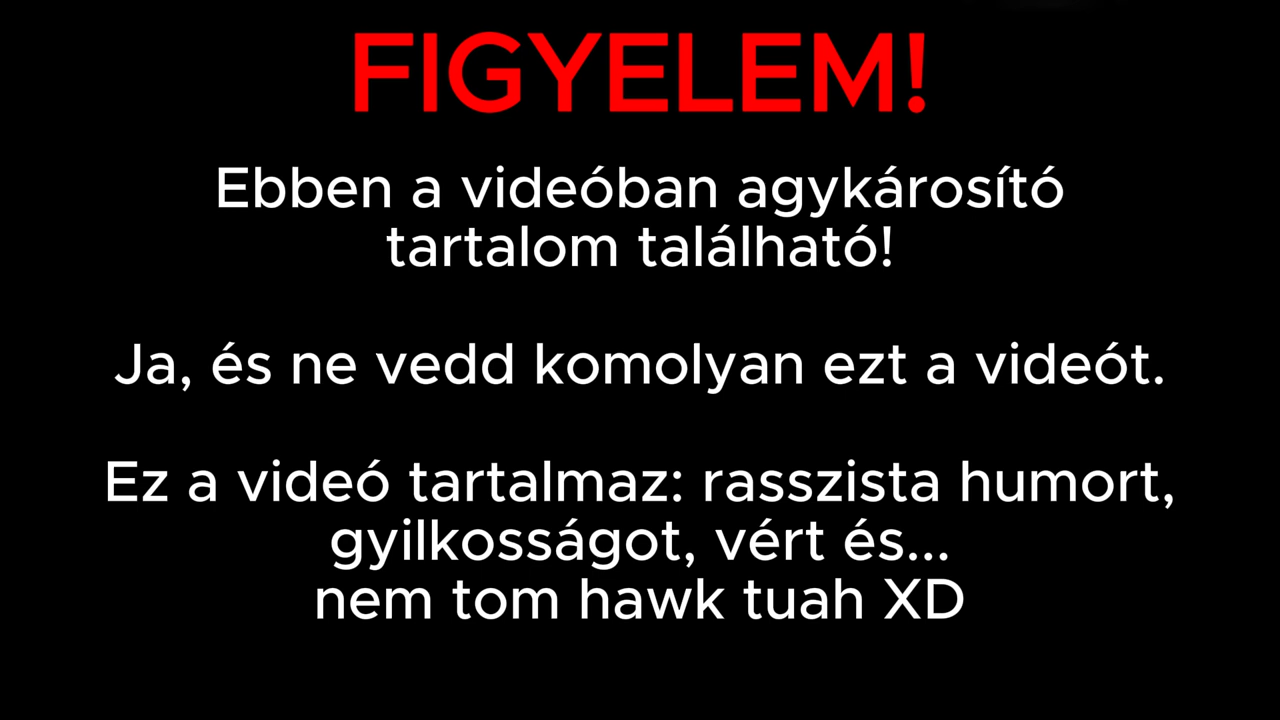 FIGYELEM!
Ebben a videóban agykárosító
tartalom található!
Ja, és ne vedd komolyan ezt a videót.
Ez a videó tartalmaz: rasszista humort,
gyilkosságot, vért és...
nem tom hawk tuah XD